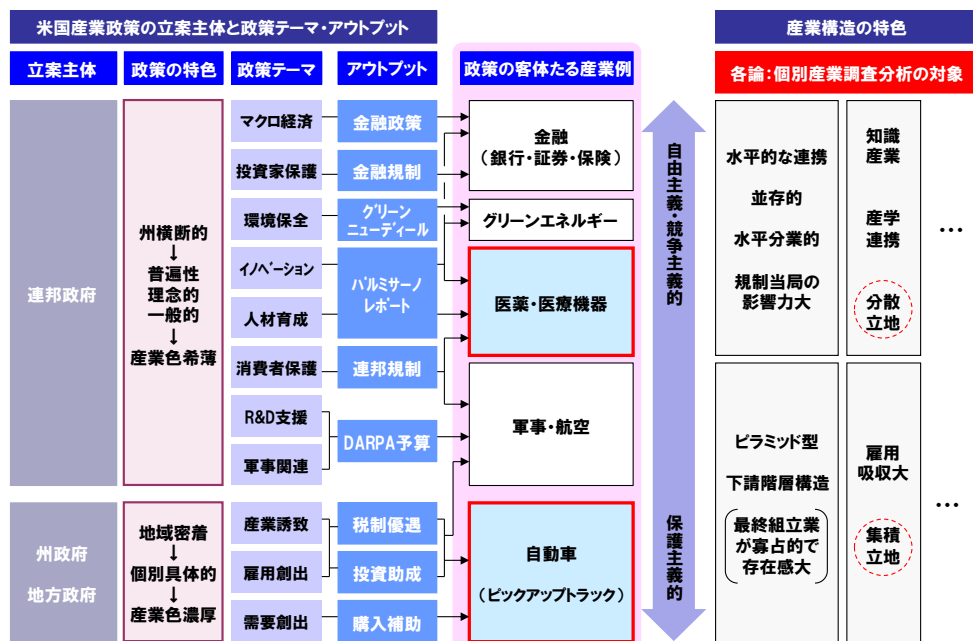 米国産業政策の立案主体と政策テーマ・アウトプット
産業構造の特色
立案主体
政策の特色
政策テーマ
アウトプット
政策の客体たる産業例
各論：個別産業調査分析の対象
連邦政府
州横断的
↓
普遍性
理念的
一般的
↓
産業色希薄
マクロ経済
投資家保護
環境保全
イノベーション
人材育成
消費者保護
R&D支援
軍事関連
金融政策
金融規制
グリーン
ニューディール
パルミサーノ
レポート
連邦規制
DARPA予算
金融
（銀行・証券・保険）
グリーンエネルギー
医薬・医療機器
軍事・航空
自由主義・競争主義的
保護主義的
水平的な連携
並存的
水平分業的
規制当局の
影響力大
知識
産業
産学
連携
分散
立地
…
州政府
地方政府
地域密着
↓
個別具体的
↓
産業色濃厚
産業誘致
雇用創出
需要創出
税制優遇
投資助成
購入補助
自動車
（ピックアップトラック）
ピラミッド型
下請階層構造
最終組立業
が寡占的で
存在感大
雇用
吸収大
集積
立地
…